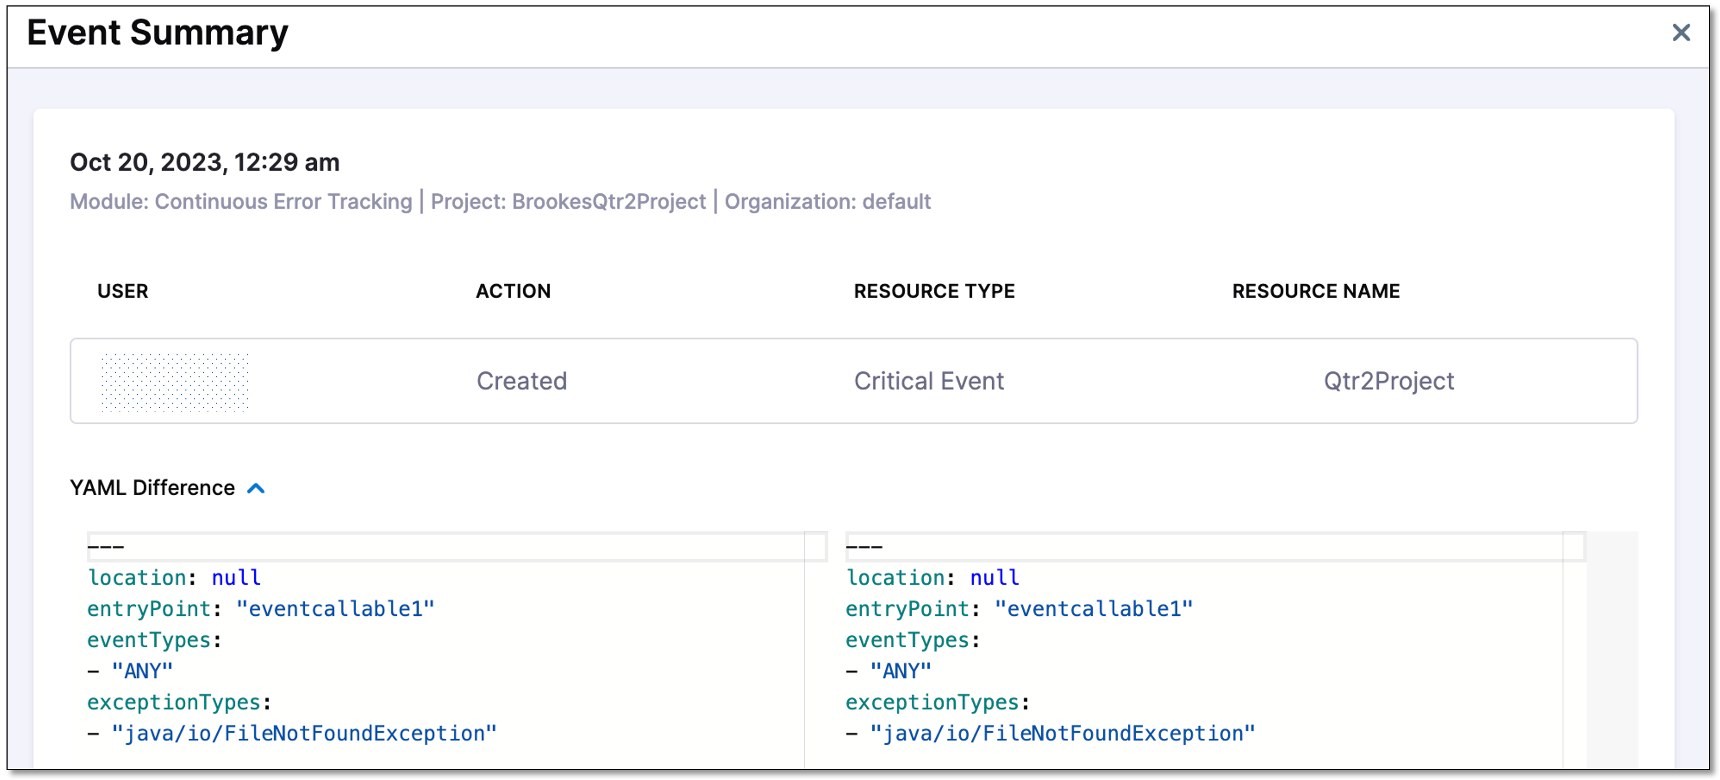 Event Summary
Oct 20, 2023, 12:29 am
Module: Continuous Error Tracking | Project: BrookesQtr2Project | Organization: default
USER ACTION RESOURCE TYPE RESOURCE NAME
Created Critical Event Qtr2Project
YAML Difference
---
location: null
entryPoint: "eventcallable1"
eventTypes:
- "ANY"
exceptionTypes:
- "java/io/FileNotFoundException"
---
location: null
entryPoint: "eventcallable1"
eventTypes:
- "ANY"
exceptionTypes:
- "java/io/FileNotFoundException"